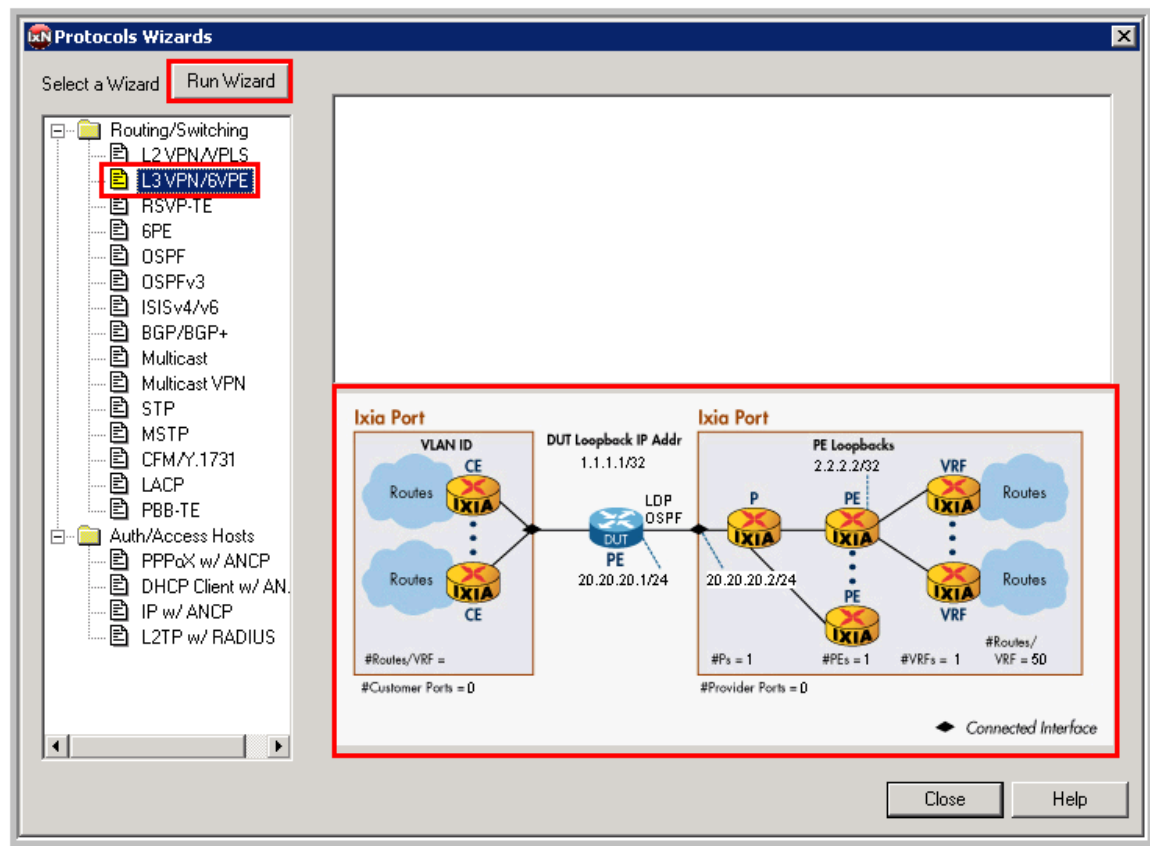 IxN Protocols Wizards
Select a Wizard
Run Wizard
Routing/Switching
L2 VPN/VPLS
L3 VPN/6VPE
RSVP-TE
6PE
OSPF
OSPFv3
ISISv4/v6
BGP/BGP+
Multicast
Multicast VPN
STP
MSTP
CFM/Y.1731
LACP
PBB-TE
Auth/Access Hosts
PPPoX w/ ANCP
DHCP Client w/ AN.
IP w/ ANCP
L2TP w/ RADIUS
Ixia Port
VLAN ID
CE
Routes
IXIA
Routes
IXIA
CE
#Routes/VRF =
#Customer Ports = 0
DUT Loopback IP Addr
1.1.1.1/32
LDP
OSPF
DUT
PE
20.20.20.1/24
Ixia Port
PE Loopbacks
2.2.2.2/32
P
IXIA
PE
IXIA
VRF
IXIA
Routes
20.20.20.2/24
PE
IXIA
IXIA
VRF
Routes
#Ps = 1
#PEs = 1
#VRFs = 1
#Routes/
VRF = 50
#Provider Ports = 0
Connected Interface
Close
Help